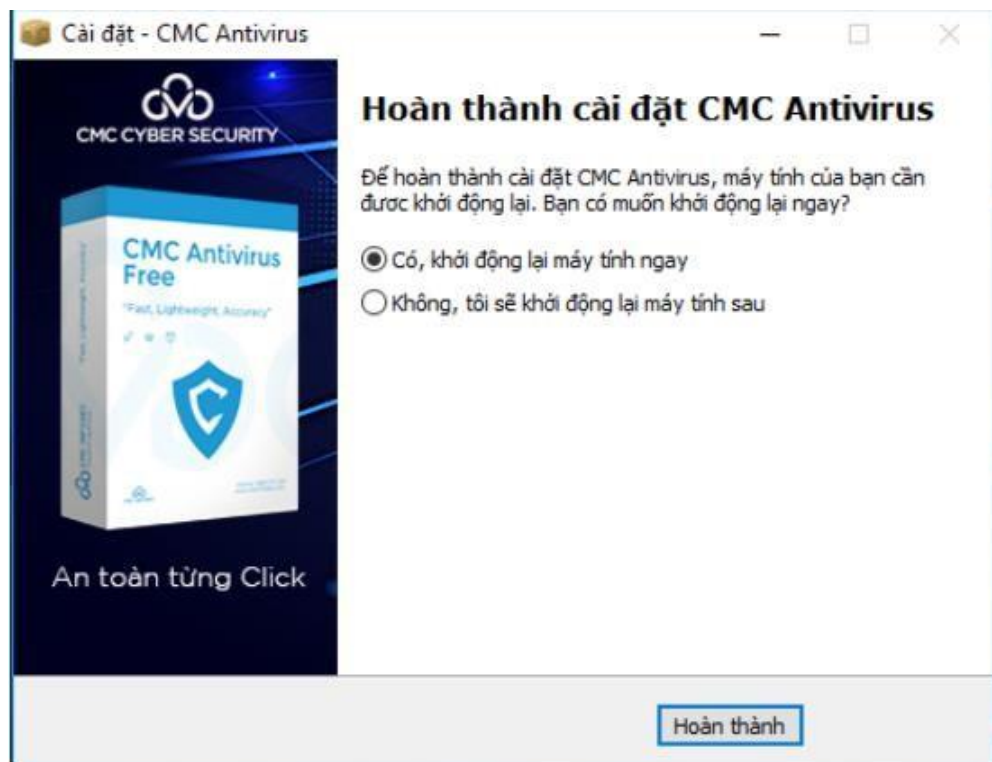 Cài đặt - CMC Antivirus
CMC CYBER SECURITY
CMC Antivirus
Free
"Fast, Lightweight, Accuracy"
An toàn từng Click
Hoàn thành cài đặt CMC Antivirus
Để hoàn thành cài đặt CMC Antivirus, máy tính của bạn cần
đươc khởi động lại. Bạn có muốn khởi động lại ngay?
Có, khởi động lại máy tính ngay
Không, tôi sẽ khởi động lại máy tính sau
Hoàn thành